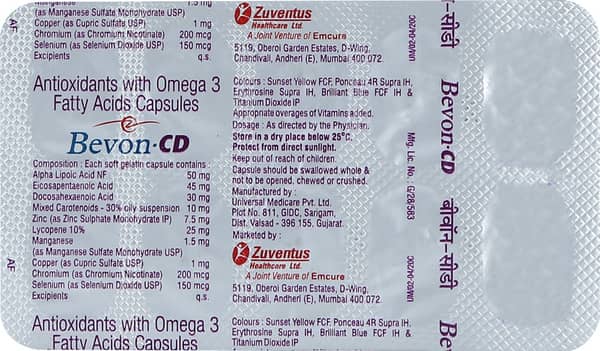 Manganese 1.5 mg
(as Manganese Sulphate Monohydrate USP)
Copper (as Cupric Sulfate USP) 1 mg
Chromium (as Chromium Nicotinate) 200 mcg
Selenium (as Selenium Dioxide USP) 150 mcg
Excipients q.s.
Antioxidants with Omega 3
Fatty Acids Capsules
Bevon-CD
Composition : Each soft gelatin capsule contains :
Alpha Lipoic Acid NF 50 mg
Eicosapentaenoic Acid 45 mg
Docosahexaenoic Acid 30 mg
Mixed Carotenoids - 30% oily suspension 10 mg
Zinc (as Zinc Sulphate Monohydrate IP) 7.5 mg
Lycopene 10% 25 mg
Manganese 1.5 mg
(as Manganese Sulfate Monohydrate USP)
Copper (as Cupric Sulfate USP) 1 mg
Chromium (as Chromium Nicotinate) 200 mcg
Selenium (as Selenium Dioxide USP) 150 mcg
Excipients q.s.
Antioxidants with Omega 3
Fatty Acids Capsules
AF
AF
Zuventus
Healthcare Ltd.
A Joint Venture of Emcure
5119, Oberoi Garden Estates, D-Wing,
Chandivali, Andheri (E), Mumbai 400 072.
Colours : Sunset Yellow FCF, Ponceau 4R Supra IH,
Erythrosine Supra IH, Brilliant Blue FCF IH &
Titanium Dioxide IP
Appropriate overages of Vitamins added.
Dosage : As directed by the Physician.
Store in a dry place below 25°C.
Protect from direct sunlight.
Keep out of reach of children.
Capsule should be swallowed whole &
not to be opened, chewed or crushed.
Manufactured by :
Universal Medicare Pvt. Ltd.
Plot No. 811, GIDC, Sarigam,
Dist. Valsad - 396 155, Gujarat.
Marketed by :
Zuventus
Healthcare Ltd.
A Joint Venture of Emcure
5119, Oberoi Garden Estates, D-Wing,
Chandivali, Andheri (E), Mumbai 400 072.
Colours : Sunset Yellow FCF, Ponceau 4R Supra IH,
Erythrosine Supra IH, Brilliant Blue FCF IH &
Titanium Dioxide IP
Mfg. Lic. No. : G/28/583
बीवॉन-सीडी
Bevon-CD
बीवॉन-सीडी
Bevon